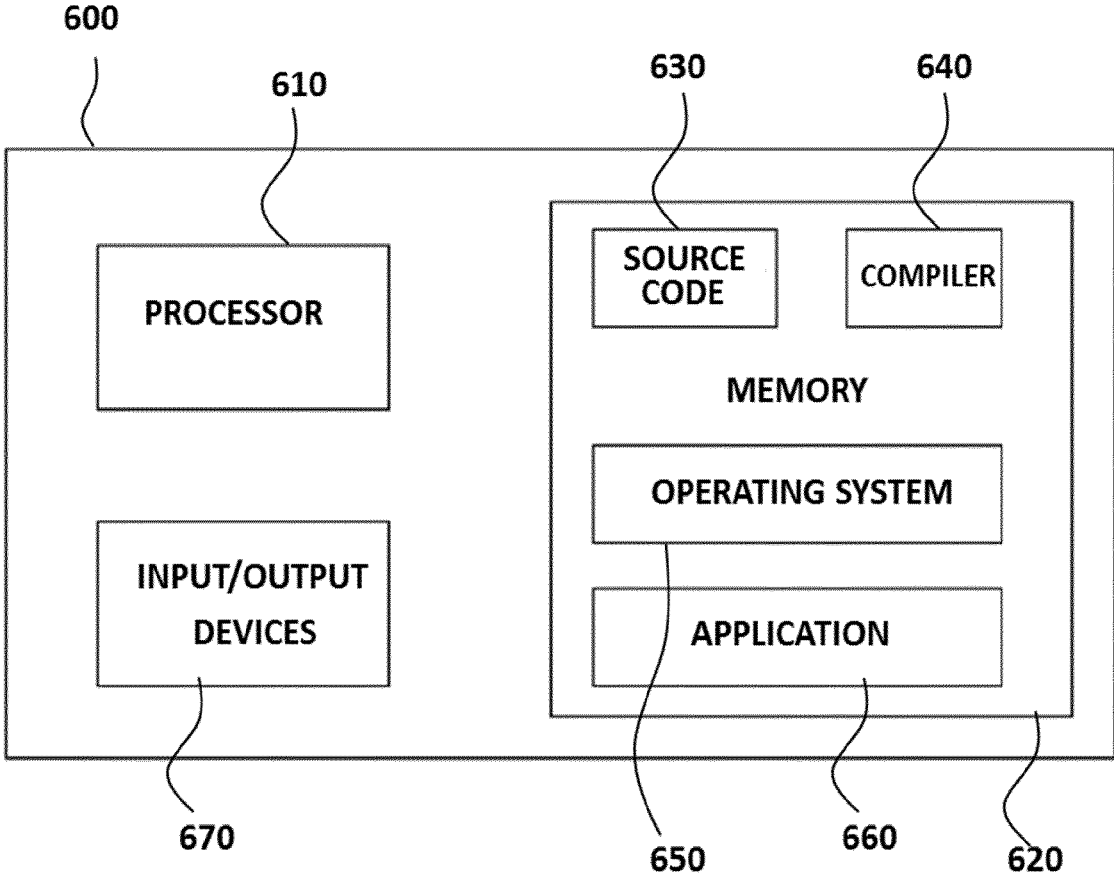 600
610
630
640
PROCESSOR
SOURCE
CODE
COMPILER
MEMORY
OPERATING SYSTEM
INPUT/OUTPUT
DEVICES
APPLICATION
670
650
660
620